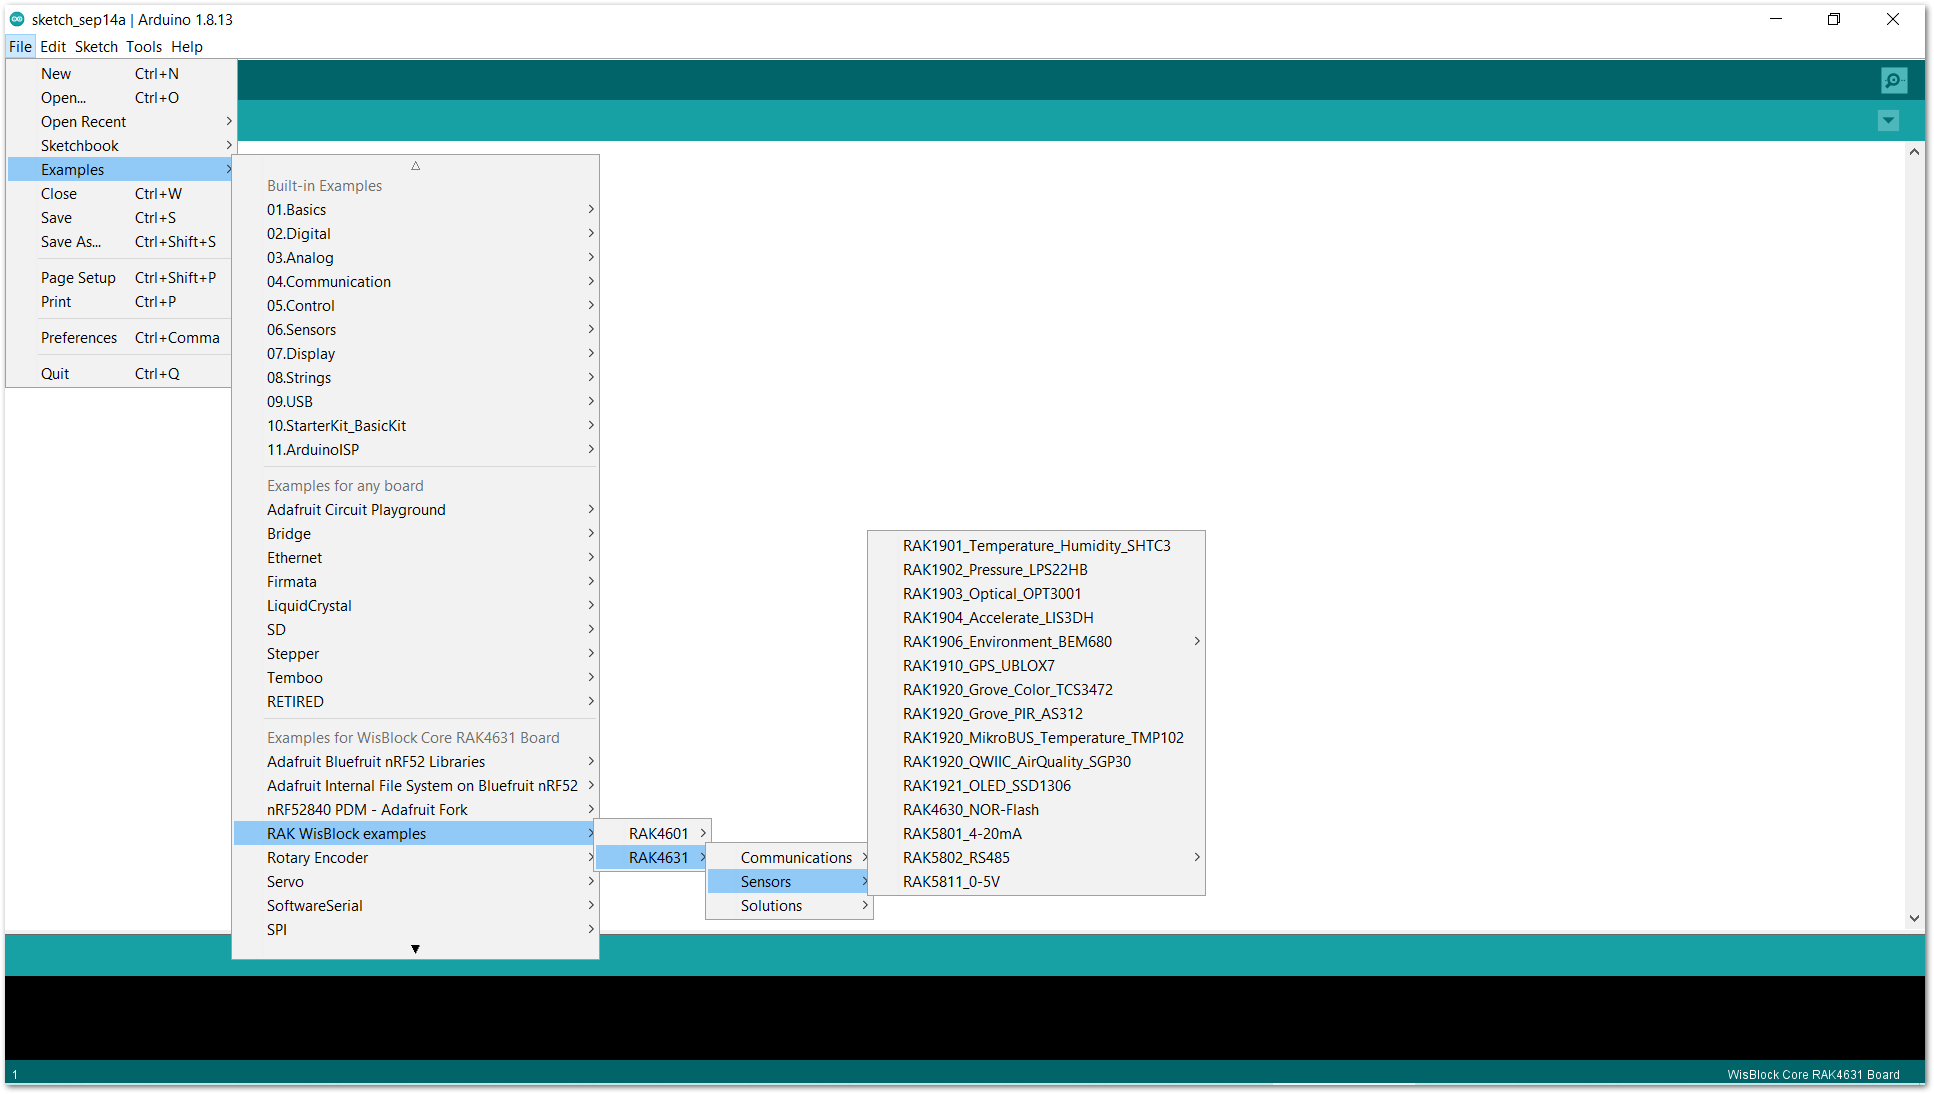 sketch_sep14a | Arduino 1.8.13
File Edit Sketch Tools Help
New Ctrl+N
Open... Ctrl+O
Open Recent
Sketchbook
Examples
Close Ctrl+W
Save Ctrl+S
Save As... Ctrl+Shift+S
Page Setup Ctrl+Shift+P
Print Ctrl+P
Preferences Ctrl+Comma
Quit Ctrl+Q
Built-in Examples
01.Basics
02.Digital
03.Analog
04.Communication
05.Control
06.Sensors
07.Display
08.Strings
09.USB
10.StarterKit_BasicKit
11.ArduinoISP
Examples for any board
Adafruit Circuit Playground
Bridge
Ethernet
Firmata
LiquidCrystal
SD
Stepper
Temboo
RETIRED
Examples for WisBlock Core RAK4631 Board
Adafruit Bluefruit nRF52 Libraries
Adafruit Internal File System on Bluefruit nRF52
nRF52840 PDM - Adafruit Fork
RAK WisBlock examples
Rotary Encoder
Servo
SoftwareSerial
SPI
RAK4601
RAK4631
Communications
Sensors
Solutions
RAK1901_Temperature_Humidity_SHTC3
RAK1902_Pressure_LPS22HB
RAK1903_Optical_OPT3001
RAK1904_Accelerate_LIS3DH
RAK1906_Environment_BEM680
RAK1910_GPS_UBLOX7
RAK1920_Grove_Color_TCS3472
RAK1920_Grove_PIR_AS312
RAK1920_MikroBUS_Temperature_TMP102
RAK1920_QWIIC_AirQuality_SGP30
RAK1921_OLED_SSD1306
RAK4630_NOR-Flash
RAK5801_4-20mA
RAK5802_RS485
RAK5811_0-5V
1
WisBlock Core RAK4631 Board